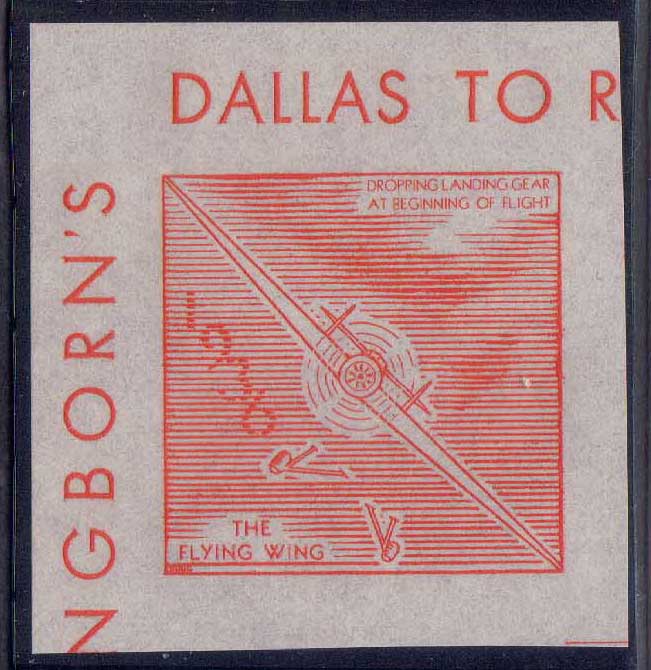 DALLAS TO R
NGBORN'S
DROPPING LANDING GEAR
AT BEGINNING OF FLIGHT
THE
FLYING WING